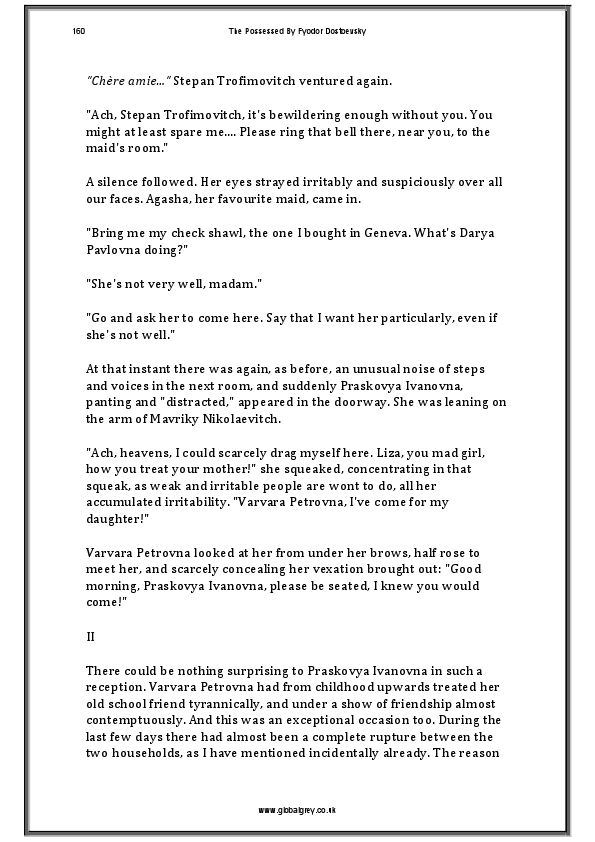 160 The Possessed By Fyodor Dostoevsky
"Chère amie..." Stepan Trofimovitch ventured again.
"Ach, Stepan Trofimovitch, it's bewildering enough without you. You
might at least spare me.... Please ring that bell there, near you, to the
maid's room."
A silence followed. Her eyes strayed irritably and suspiciously over all
our faces. Agasha, her favourite maid, came in.
"Bring me my check shawl, the one I bought in Geneva. What's Darya
Pavlovna doing?"
"She's not very well, madam."
"Go and ask her to come here. Say that I want her particularly, even if
she's not well."
At that instant there was again, as before, an unusual noise of steps
and voices in the next room, and suddenly Praskovya Ivanovna,
panting and "distracted," appeared in the doorway. She was leaning on
the arm of Mavriky Nikolaevitch.
"Ach, heavens, I could scarcely drag myself here. Liza, you mad girl,
how you treat your mother!" she squeaked, concentrating in that
squeak, as weak and irritable people are wont to do, all her
accumulated irritability. "Varvara Petrovna, I've come for my
daughter!"
Varvara Petrovna looked at her from under her brows, half rose to
meet her, and scarcely concealing her vexation brought out: "Good
morning, Praskovya Ivanovna, please be seated, I knew you would
come!"
II
There could be nothing surprising to Praskovya Ivanovna in such a
reception. Varvara Petrovna had from childhood upwards treated her
old school friend tyrannically, and under a show of friendship almost
contemptuously. And this was an exceptional occasion too. During the
last few days there had almost been a complete rupture between the
two households, as I have mentioned incidentally already. The reason
www.globalgrey.co.uk